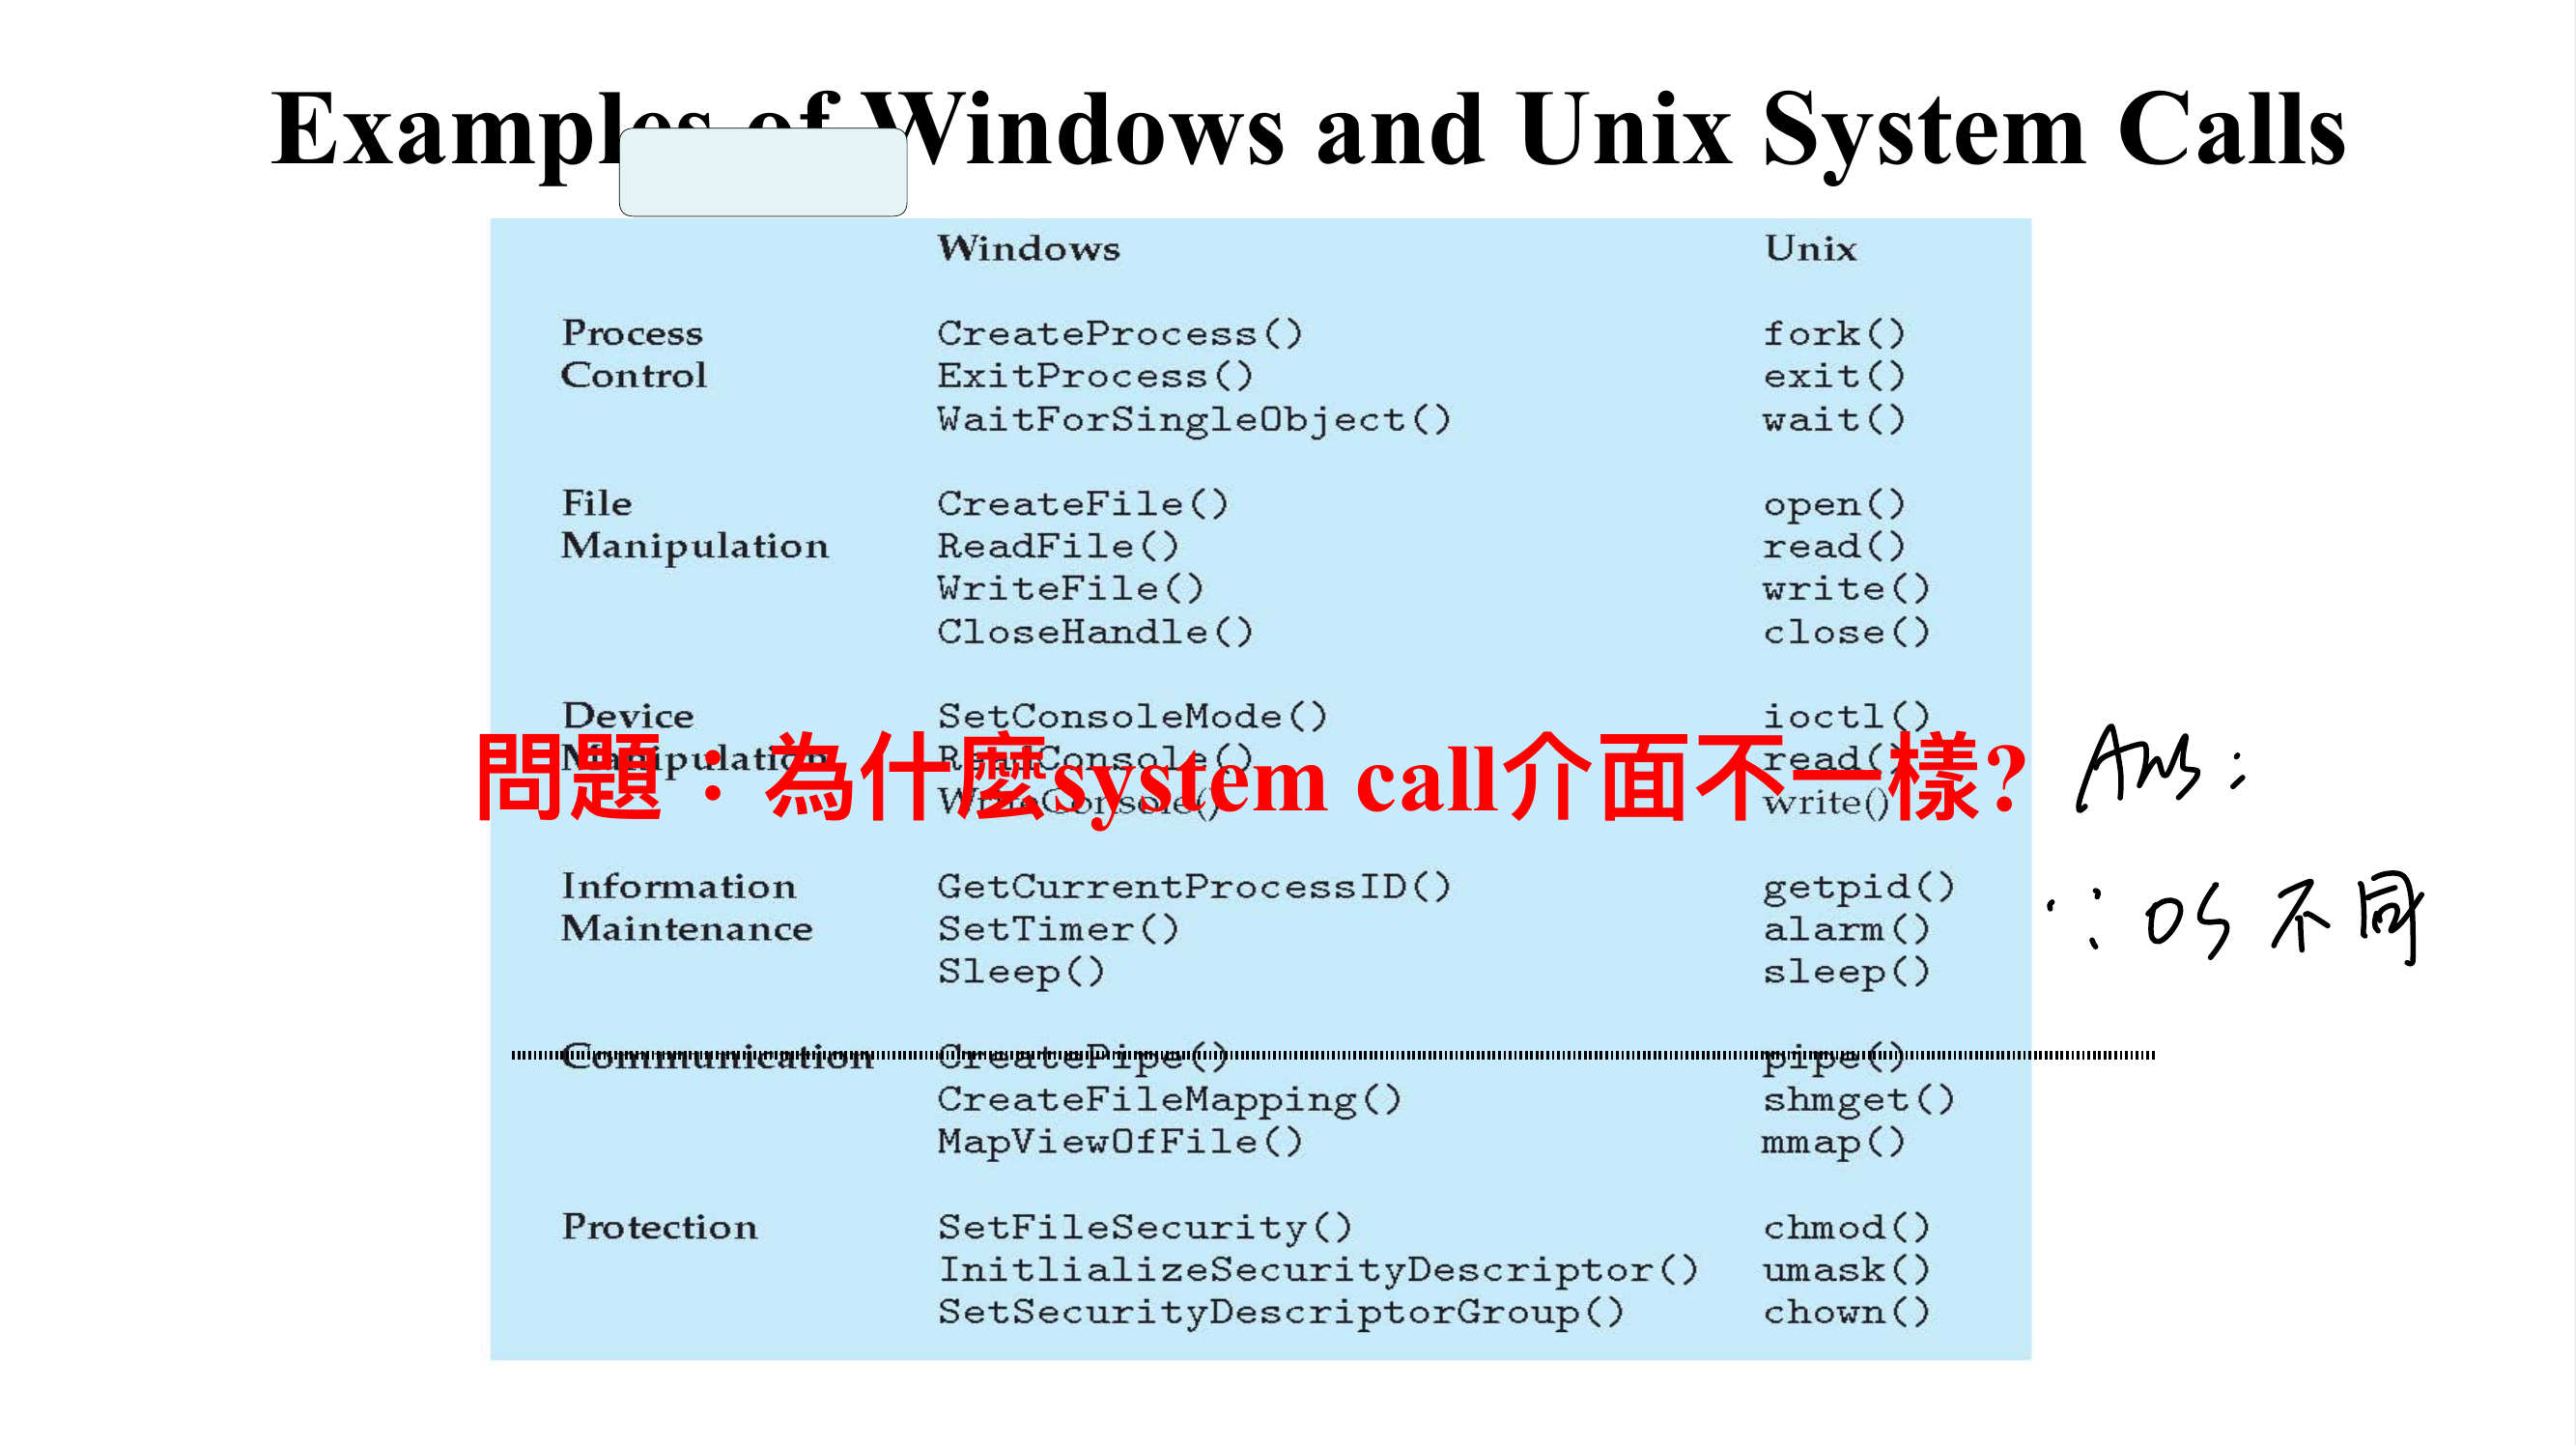 Examples of Windows and Unix System Calls
Windows Unix
Process CreateProcess() fork()
Control ExitProcess() exit()
WaitForSingleObject() wait()
File CreateFile() open()
Manipulation ReadFile() read()
WriteFile() write()
CloseHandle() close()
Device SetConsoleMode() ioctl()
Manipulation ReadConsole() read()
WriteConsole() write()
問題：為什麼system call介面不一樣?
Ans:
∵ OS 不同
Information GetCurrentProcessID() getpid()
Maintenance SetTimer() alarm()
Sleep() sleep()
Communication CreatePipe() pipe()
CreateFileMapping() shmget()
MapViewOfFile() mmap()
Protection SetFileSecurity() chmod()
InitlializeSecurityDescriptor() umask()
SetSecurityDescriptorGroup() chown()